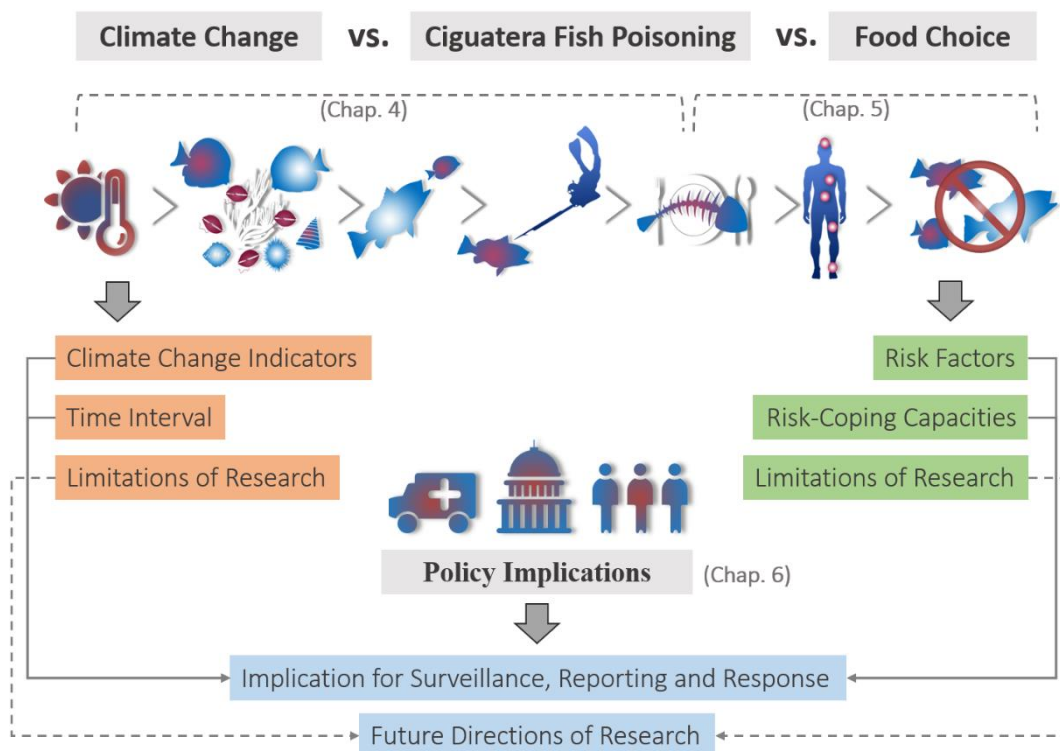 Climate Change vs. Ciguatera Fish Poisoning vs. Food Choice
(Chap. 4)
(Chap. 5)
Climate Change Indicators
Time Interval
Limitations of Research
Risk Factors
Risk-Coping Capacities
Limitations of Research
Policy Implications (Chap. 6)
Implication for Surveillance, Reporting and Response
Future Directions of Research